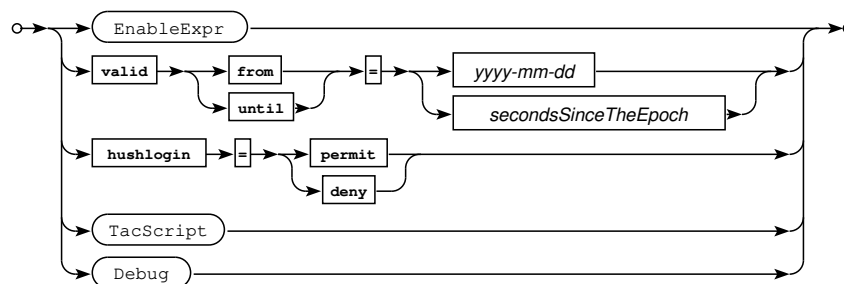 EnableExpr
valid from = yyyy-mm-dd
until secondsSinceTheEpoch
hushlogin = permit
deny
TacScript
Debug